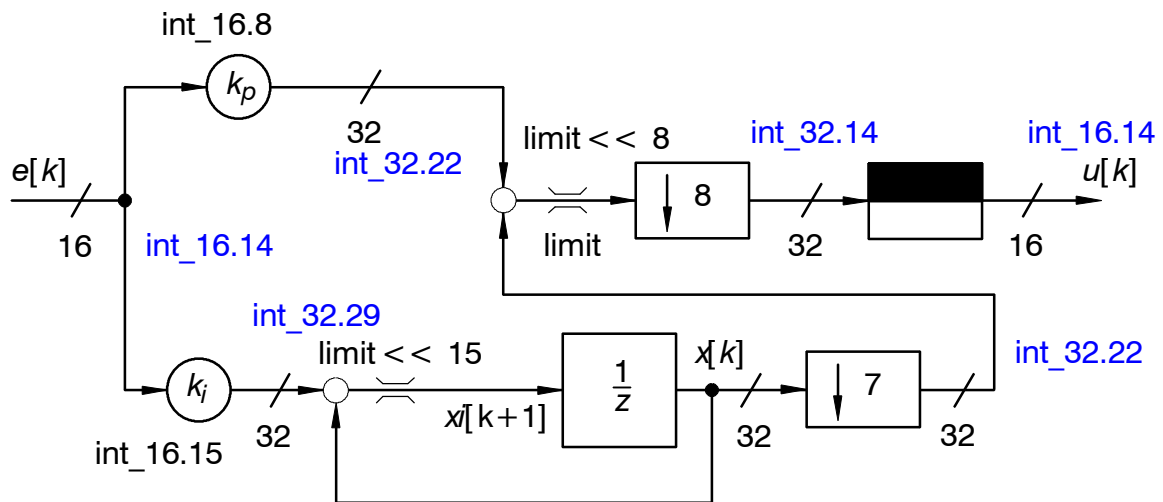 int_16.8
k_p
32
int_32.22
limit << 8
int_32.14
int_16.14
e[k]
u[k]
8
16
int_16.14
limit
32
16
int_32.29
limit << 15
x[k]
int_32.22
k_i
1
z
7
32
xi[k+1]
32
32
int_16.15